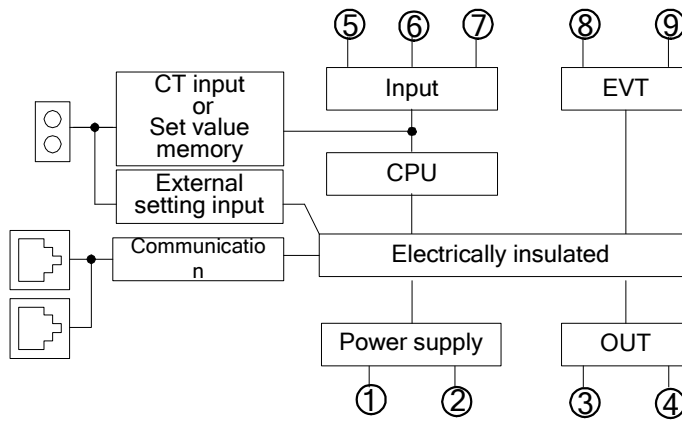 ⑤ ⑥ ⑦ ⑧ ⑨
CT input
or
Set value
memory
Input
EVT
CPU
External
setting input
Communicatio
n
Electrically insulated
Power supply
OUT
① ② ③ ④